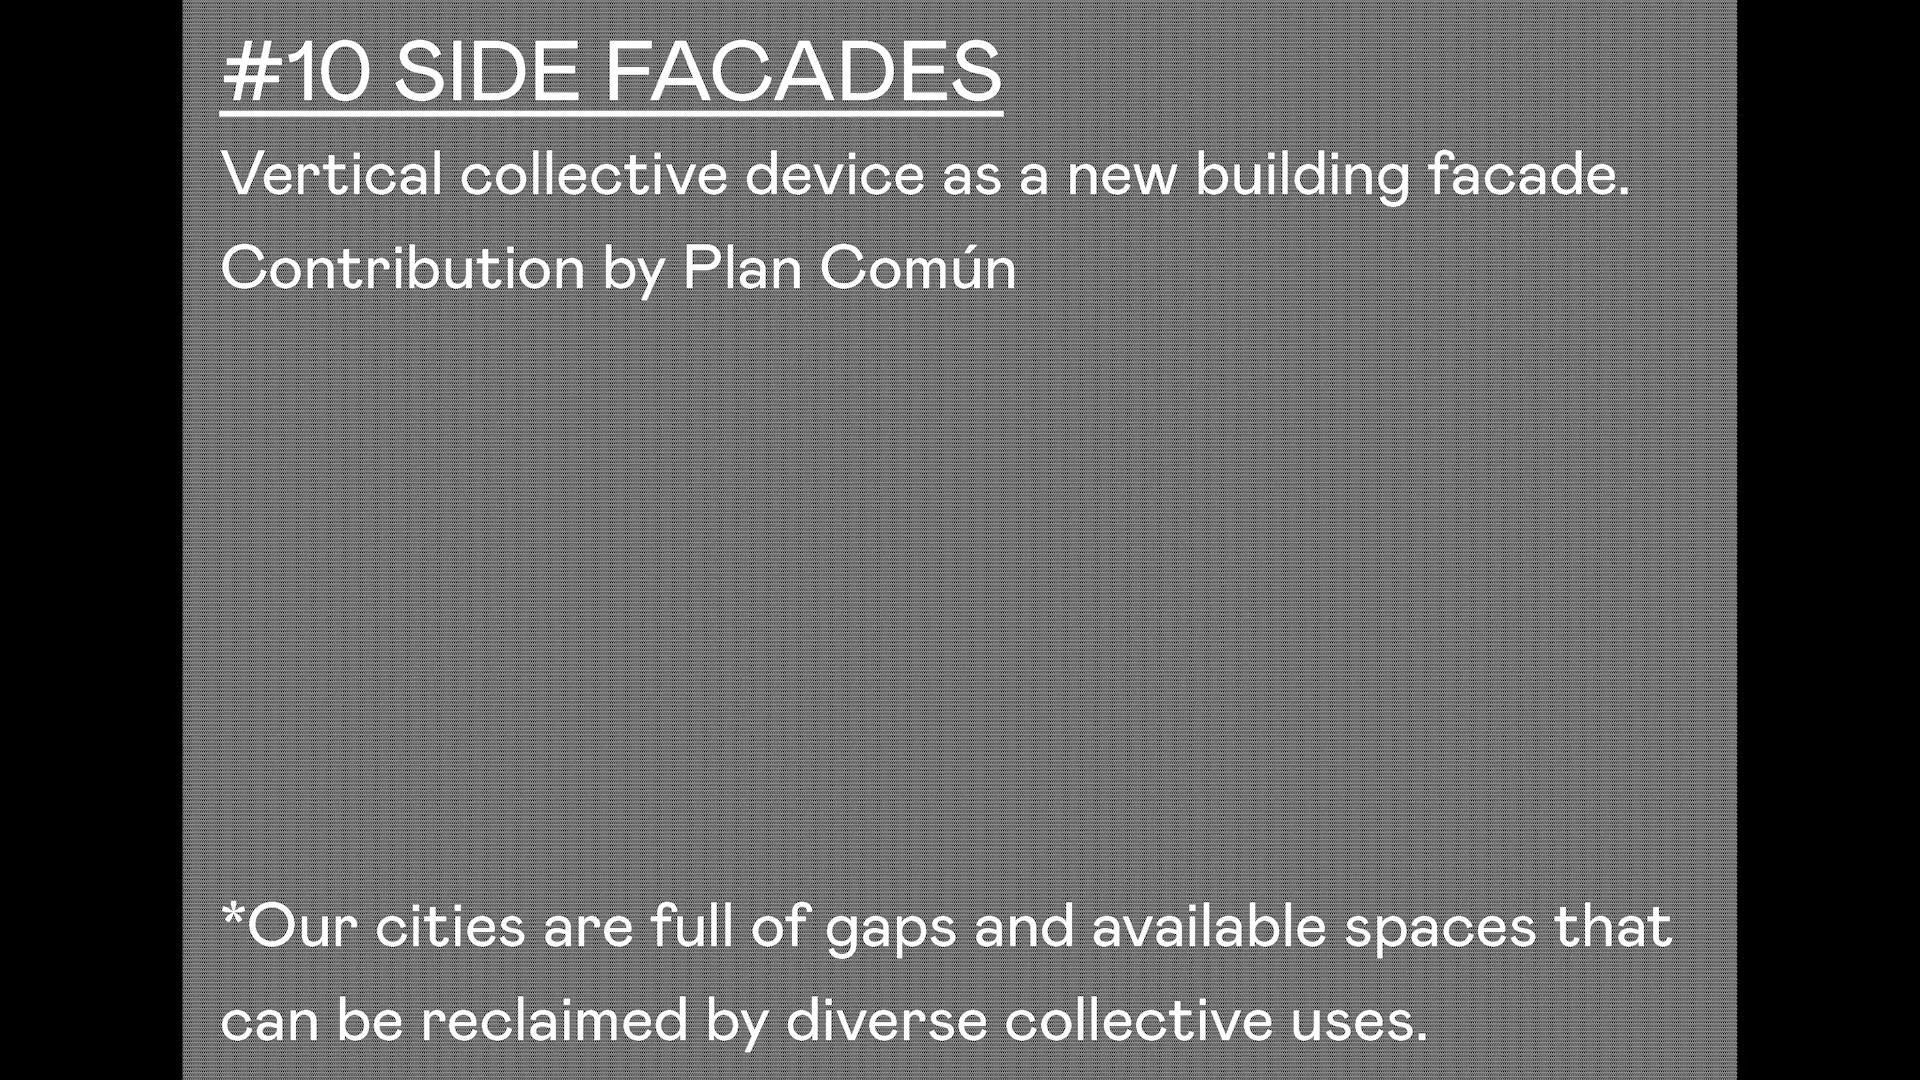 #10 SIDE FACADES
Vertical collective device as a new building facade.
Contribution by Plan Común
*Our cities are full of gaps and available spaces that
can be reclaimed by diverse collective uses.